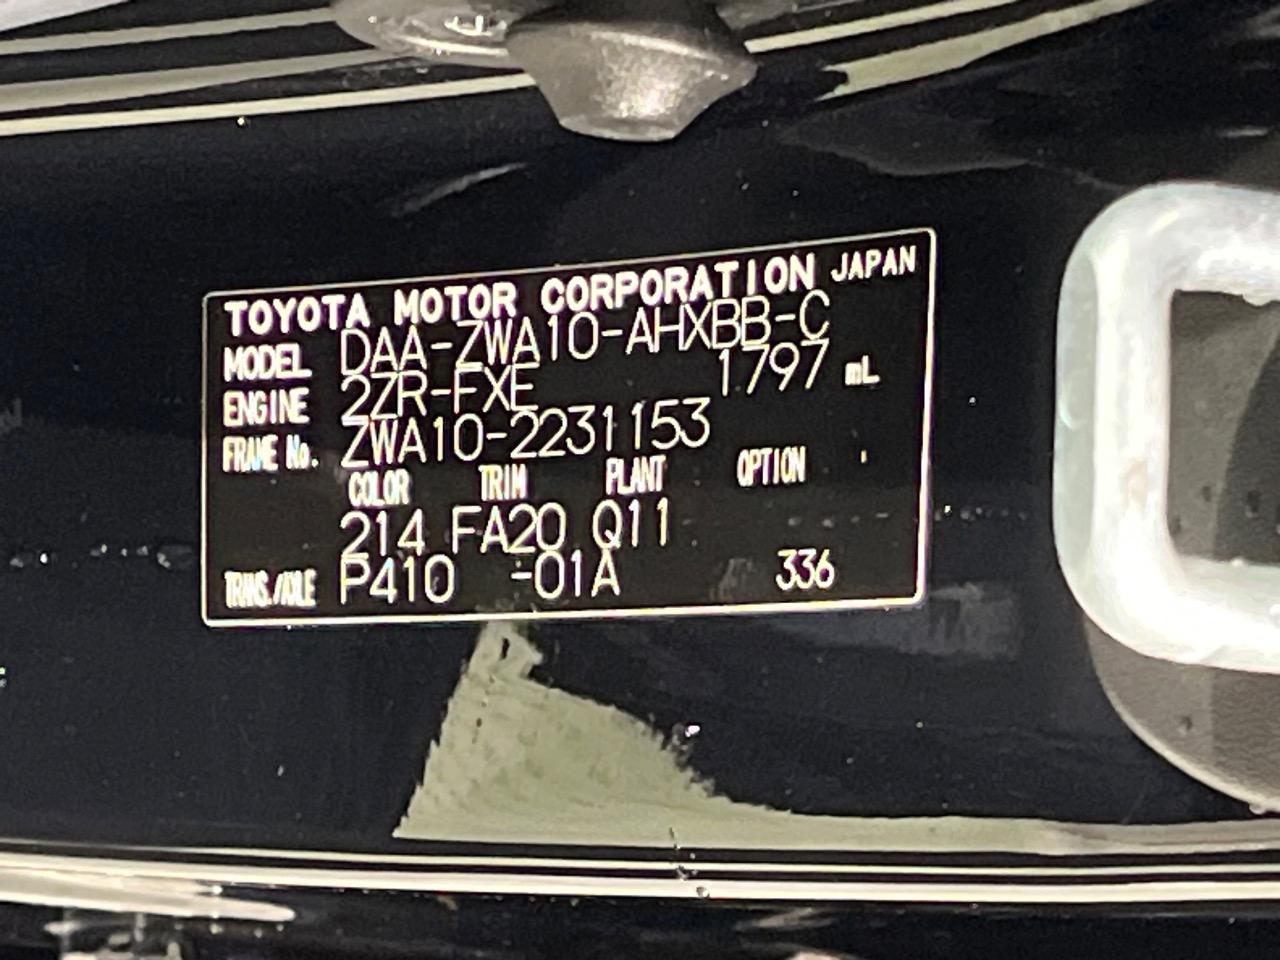 TOYOTA MOTOR CORPORATION JAPAN
MODEL DAA-ZWA10-AHXBB-C
ENGINE 2ZR-FXE 1797 mL
FRAME No. ZWA10-2231153
COLOR TRIM PLANT OPTION
214 FA20 Q11
TRANS./AXLE P410 -01A 336